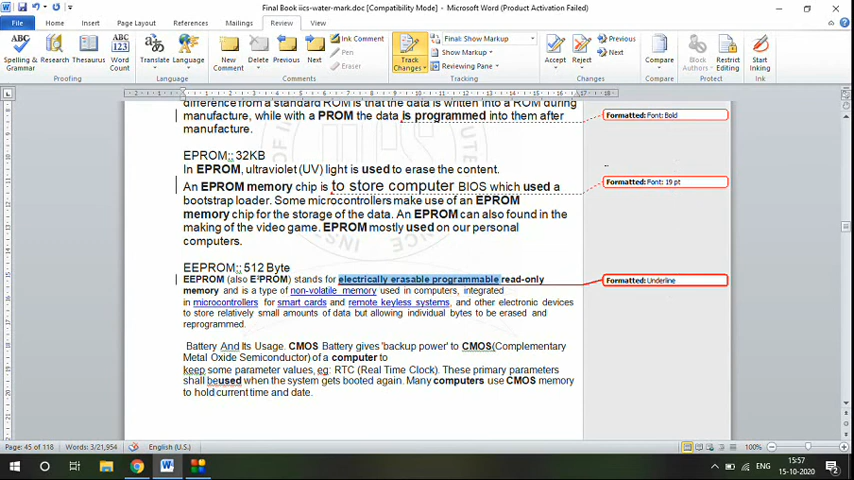 Final Book iics-water-mark.doc [Compatibility Mode] - Microsoft Word (Product Activation Failed)
File Home Insert Page Layout References Mailings Review View
Spelling & Grammar Research Thesaurus Word Count Translate Language New Comment Delete Previous Next Ink Comment Pen Eraser Track Changes Final: Show Markup Show Markup Reviewing Pane Accept Reject Previous Next Compare Block Authors Restrict Editing Start Inking
Proofing Language Comments Tracking Changes Compare Protect Ink
difference from a standard ROM is that the data is written into a ROM during
manufacture, while with a PROM the data is programmed into them after
manufacture.
Formatted: Font: Bold
EPROM:: 32KB
In EPROM, ultraviolet (UV) light is used to erase the content.
An EPROM memory chip is to store computer BIOS which used a
Formatted: Font: 19 pt
bootstrap loader. Some microcontrollers make use of an EPROM
memory chip for the storage of the data. An EPROM can also found in the
making of the video game. EPROM mostly used on our personal
computers.
EEPROM:: 512 Byte
EEPROM (also E²PROM) stands for electrically erasable programmable read-only
Formatted: Underline
memory and is a type of non-volatile memory used in computers, integrated
in microcontrollers for smart cards and remote keyless systems, and other electronic devices
to store relatively small amounts of data but allowing individual bytes to be erased and
reprogrammed.
Battery And Its Usage. CMOS Battery gives 'backup power' to CMOS(Complementary
Metal Oxide Semiconductor) of a computer to
keep some parameter values, eg: RTC (Real Time Clock). These primary parameters
shall beused when the system gets booted again. Many computers use CMOS memory
to hold current time and date.
Page: 45 of 118 Words: 3/21,954 English (U.S.) 100%
ENG 15:57
15-10-2020